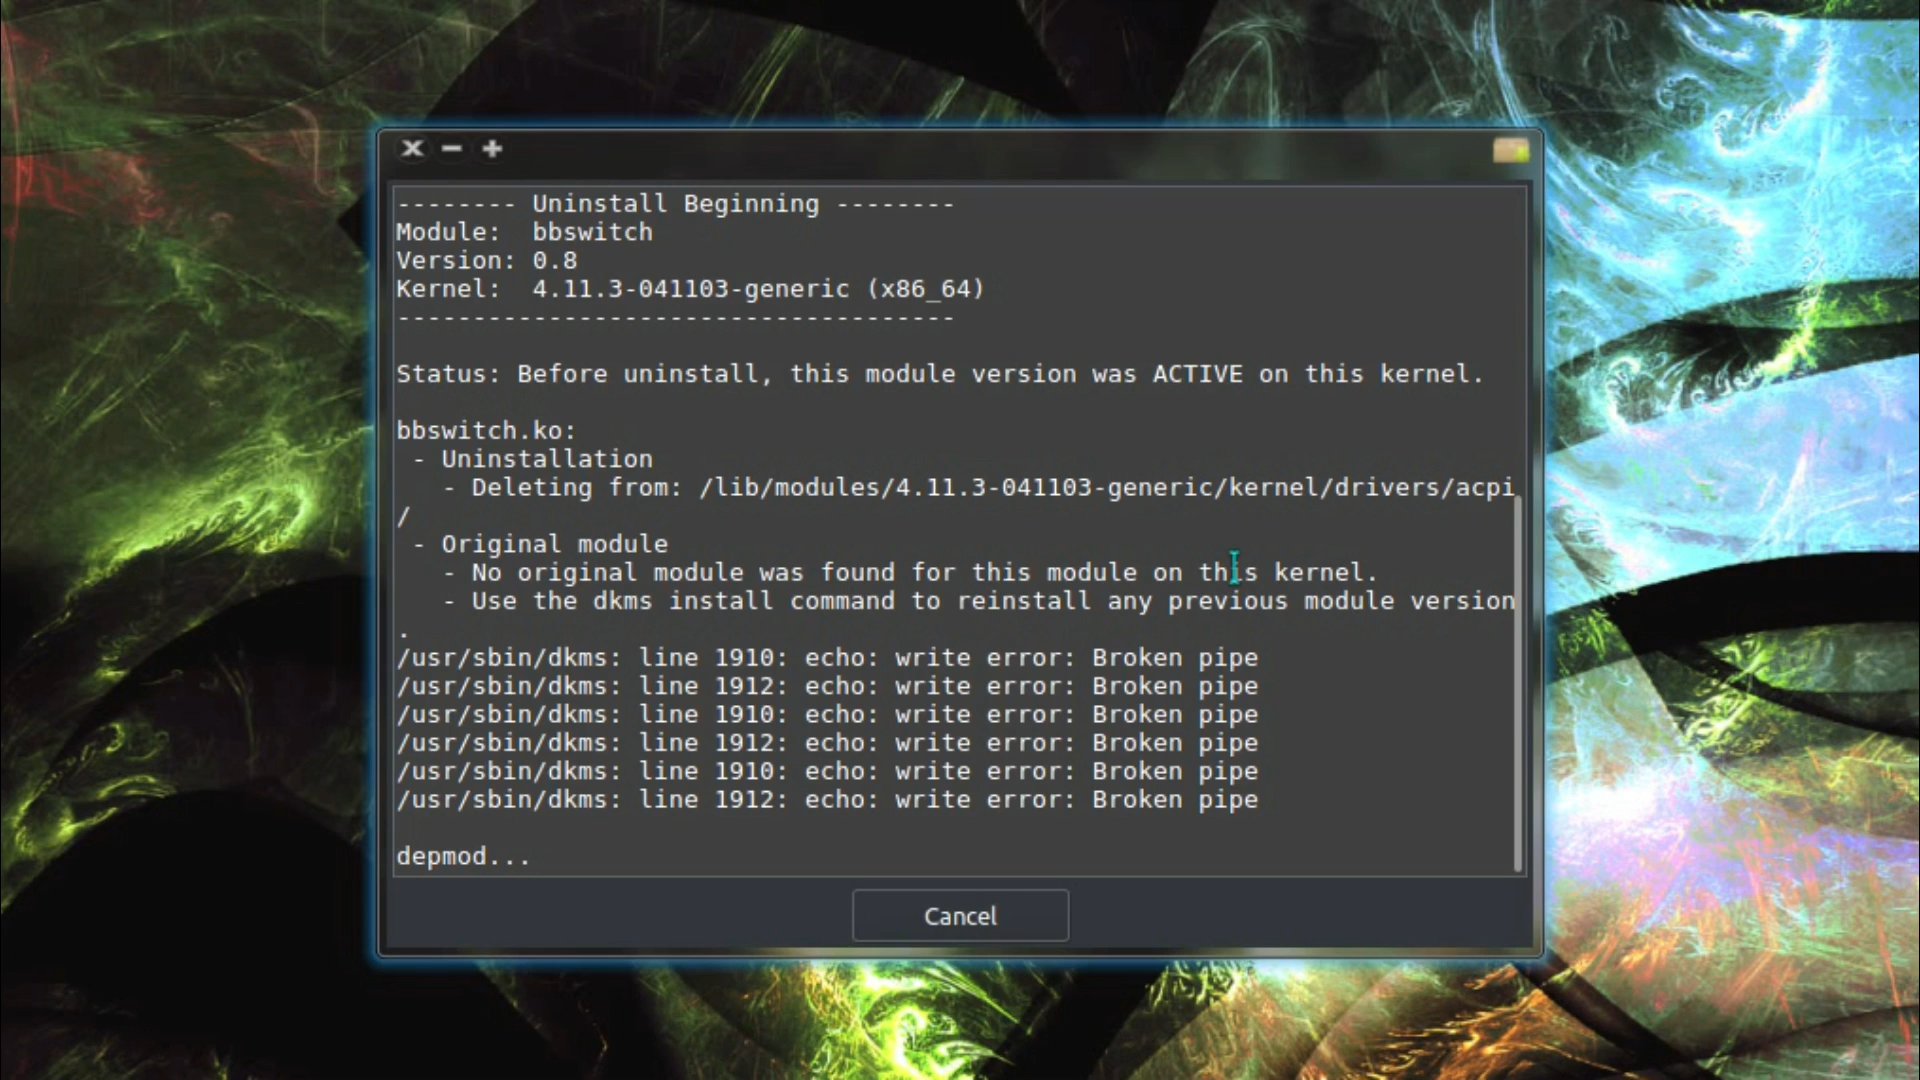 -------- Uninstall Beginning --------
Module:  bbswitch
Version: 0.8
Kernel:  4.11.3-041103-generic (x86_64)
-------------------------------------
Status: Before uninstall, this module version was ACTIVE on this kernel.
bbswitch.ko:
 - Uninstallation
   - Deleting from: /lib/modules/4.11.3-041103-generic/kernel/drivers/acpi
/
 - Original module
   - No original module was found for this module on this kernel.
   - Use the dkms install command to reinstall any previous module version
.
/usr/sbin/dkms: line 1910: echo: write error: Broken pipe
/usr/sbin/dkms: line 1912: echo: write error: Broken pipe
/usr/sbin/dkms: line 1910: echo: write error: Broken pipe
/usr/sbin/dkms: line 1912: echo: write error: Broken pipe
/usr/sbin/dkms: line 1910: echo: write error: Broken pipe
/usr/sbin/dkms: line 1912: echo: write error: Broken pipe
depmod...
Cancel